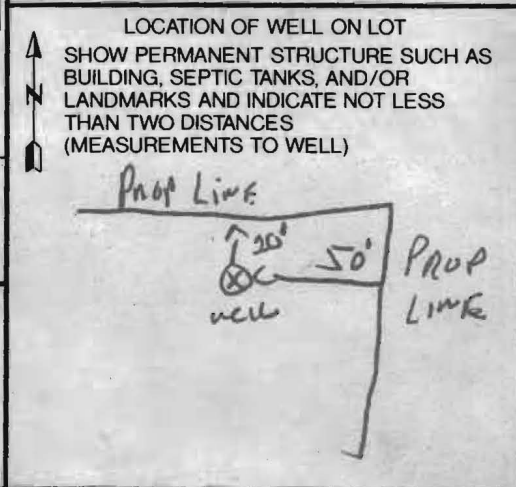 LOCATION OF WELL ON LOT
SHOW PERMANENT STRUCTURE SUCH AS
BUILDING, SEPTIC TANKS, AND/OR
N
LANDMARKS AND INDICATE NOT LESS
THAN TWO DISTANCES
(MEASUREMENTS TO WELL)
PROP LINE
50'
PROP
LINE
well